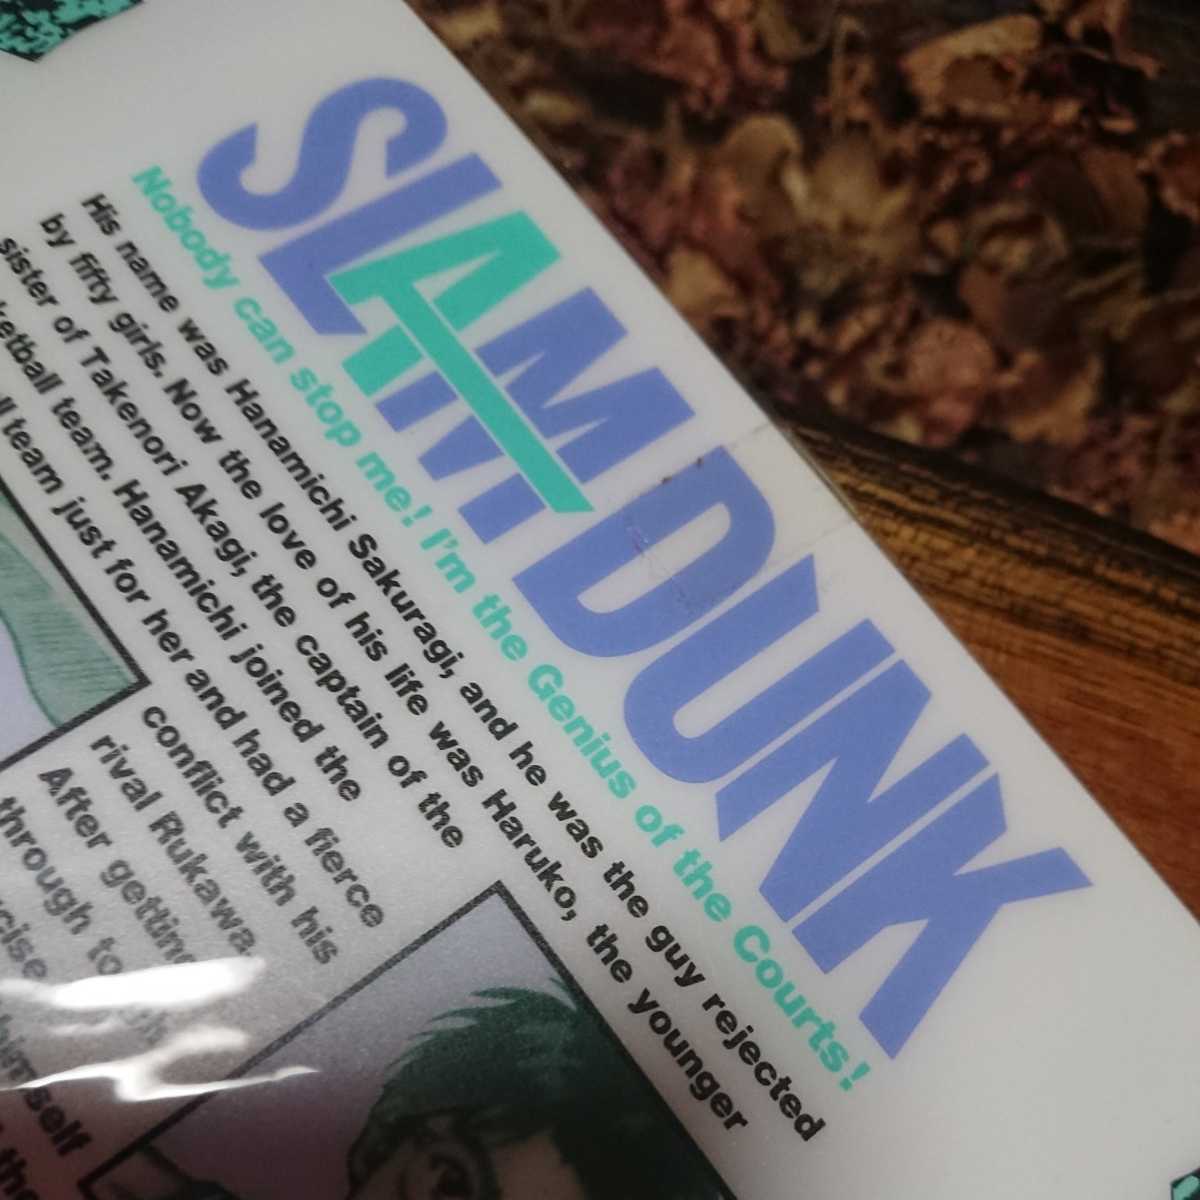 SLAM DUNK
Nobody can stop me! I'm the Genius of the Courts!
His name was Hanamichi Sakuragi, and he was the guy rejected
by fifty girls. Now the love of his life was Haruko, the younger
sister of Takenori Akagi, the captain of the
team. Hanamichi joined the
team just for her and had a fierce
conflict with his
rival Rukawa.
After getting
through
the